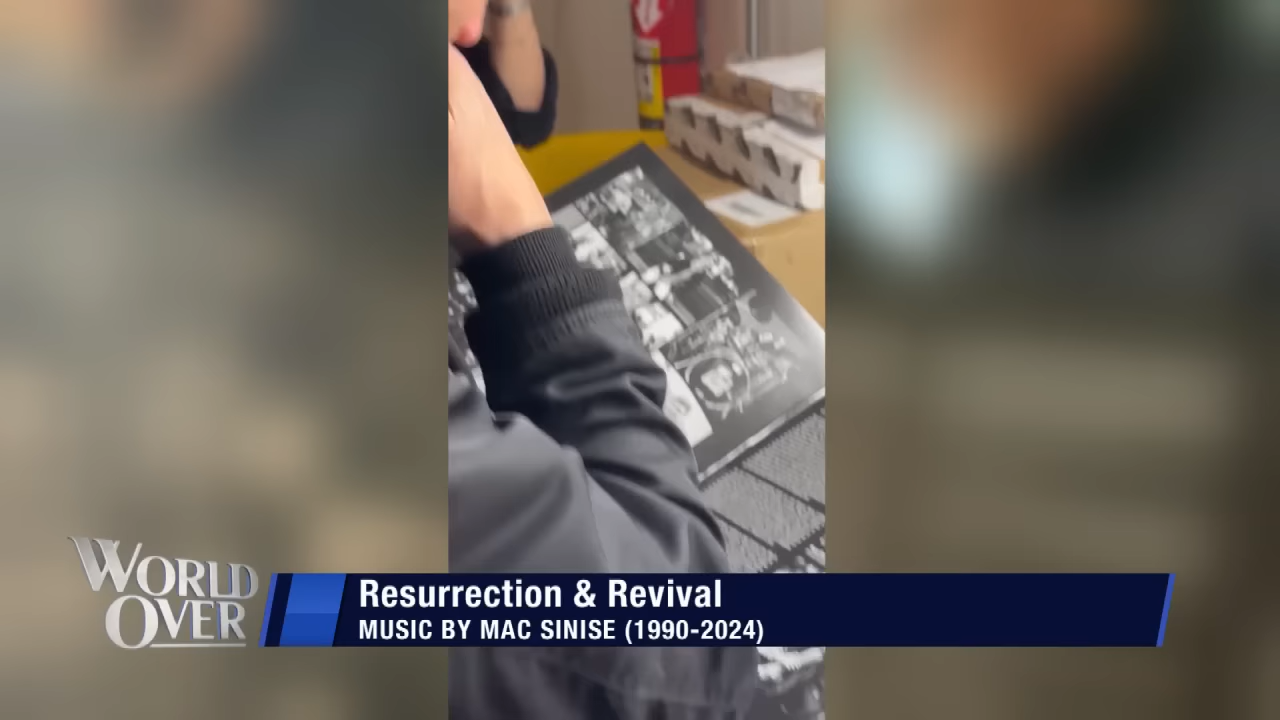 WORLD
OVER
Resurrection & Revival
MUSIC BY MAC SINISE (1990-2024)